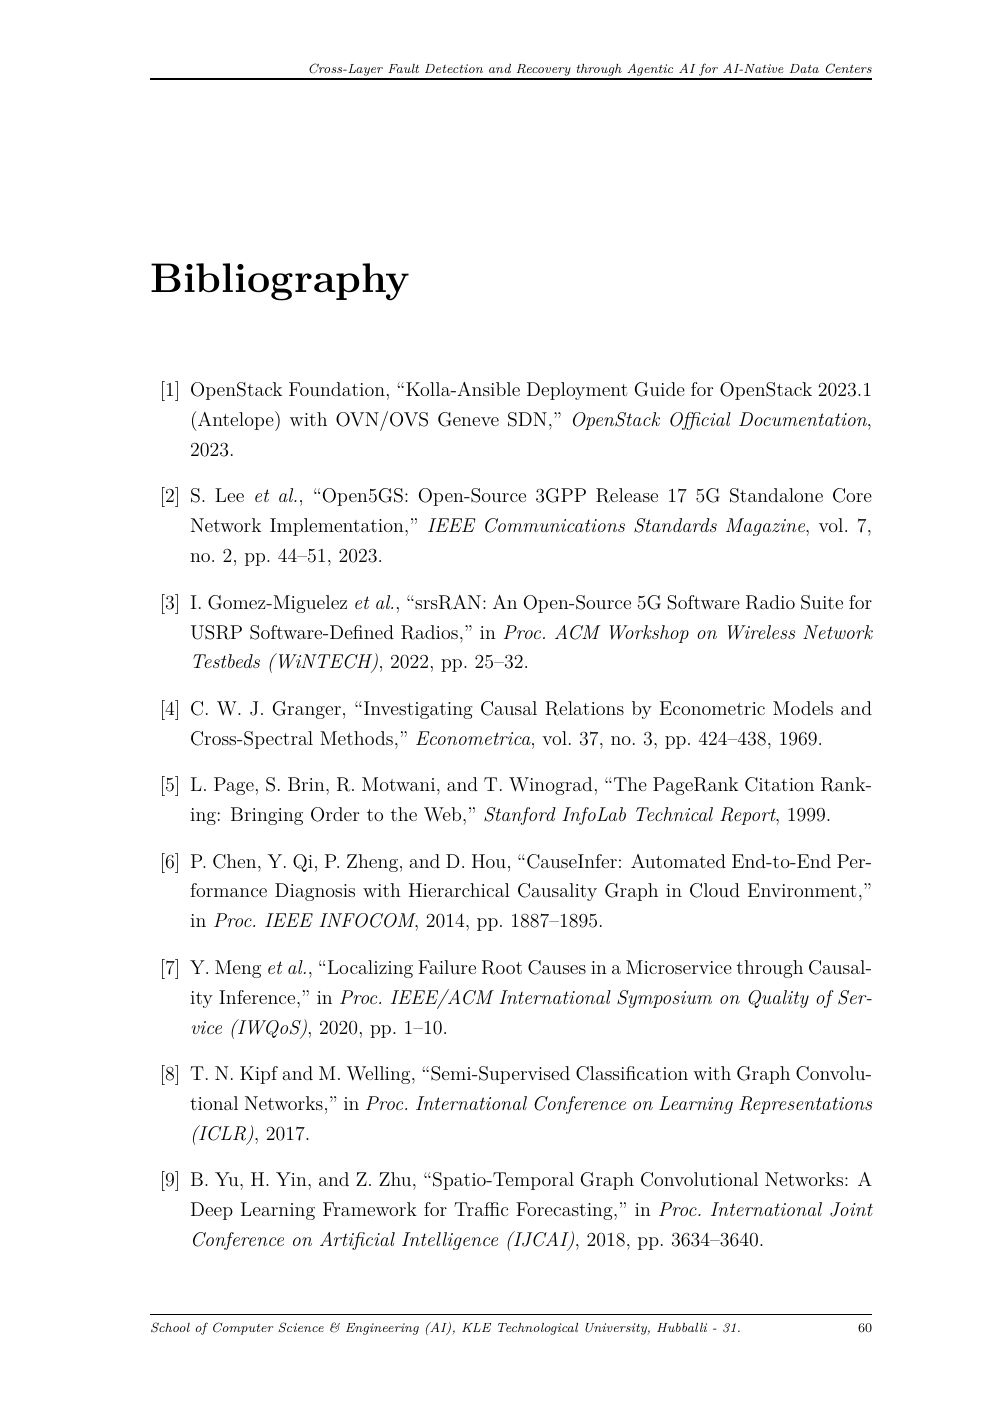 Cross-Layer Fault Detection and Recovery through Agentic AI for AI-Native Data Centers
Bibliography
[1] OpenStack Foundation, “Kolla-Ansible Deployment Guide for OpenStack 2023.1
(Antelope) with OVN/OVS Geneve SDN,” OpenStack Official Documentation,
2023.
[2] S. Lee et al., “Open5GS: Open-Source 3GPP Release 17 5G Standalone Core
Network Implementation,” IEEE Communications Standards Magazine, vol. 7,
no. 2, pp. 44–51, 2023.
[3] I. Gomez-Miguelez et al., “srsRAN: An Open-Source 5G Software Radio Suite for
USRP Software-Defined Radios,” in Proc. ACM Workshop on Wireless Network
Testbeds (WiNTECH), 2022, pp. 25–32.
[4] C. W. J. Granger, “Investigating Causal Relations by Econometric Models and
Cross-Spectral Methods,” Econometrica, vol. 37, no. 3, pp. 424–438, 1969.
[5] L. Page, S. Brin, R. Motwani, and T. Winograd, “The PageRank Citation Rank-
ing: Bringing Order to the Web,” Stanford InfoLab Technical Report, 1999.
[6] P. Chen, Y. Qi, P. Zheng, and D. Hou, “CauseInfer: Automated End-to-End Per-
formance Diagnosis with Hierarchical Causality Graph in Cloud Environment,”
in Proc. IEEE INFOCOM, 2014, pp. 1887–1895.
[7] Y. Meng et al., “Localizing Failure Root Causes in a Microservice through Causal-
ity Inference,” in Proc. IEEE/ACM International Symposium on Quality of Ser-
vice (IWQoS), 2020, pp. 1–10.
[8] T. N. Kipf and M. Welling, “Semi-Supervised Classification with Graph Convolu-
tional Networks,” in Proc. International Conference on Learning Representations
(ICLR), 2017.
[9] B. Yu, H. Yin, and Z. Zhu, “Spatio-Temporal Graph Convolutional Networks: A
Deep Learning Framework for Traffic Forecasting,” in Proc. International Joint
Conference on Artificial Intelligence (IJCAI), 2018, pp. 3634–3640.
School of Computer Science & Engineering (AI), KLE Technological University, Hubballi - 31. 60